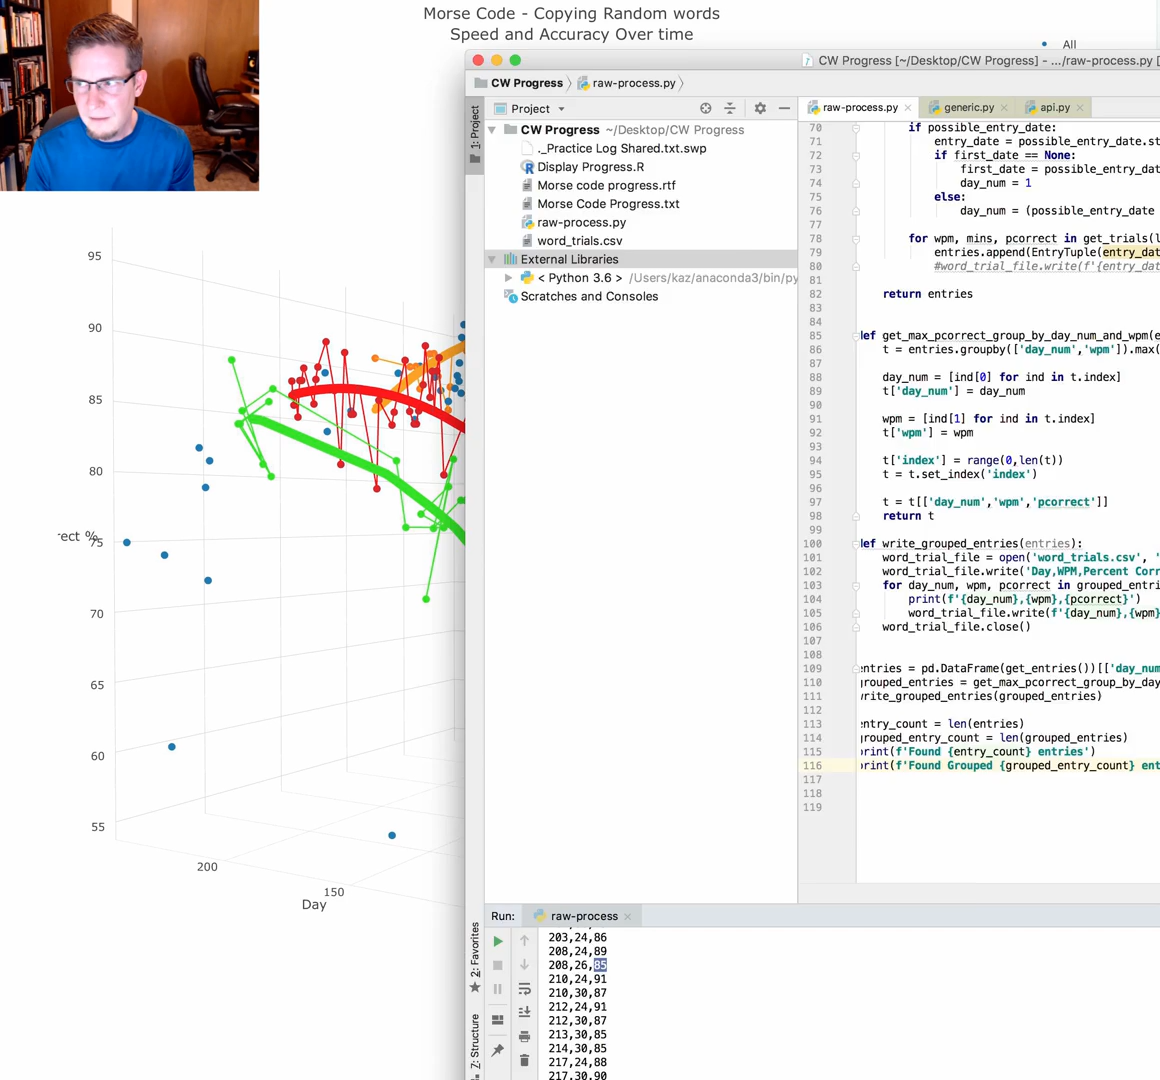 Morse Code - Copying Random words
Speed and Accuracy Over time
All
CW Progress [~/Desktop/CW Progress] - .../raw-process.py [
CW Progress
raw-process.py
1: Project
Project
raw-process.py
generic.py
api.py
CW Progress ~/Desktop/CW Progress
._Practice Log Shared.txt.swp
Display Progress.R
Morse code progress.rtf
Morse Code Progress.txt
raw-process.py
word_trials.csv
External Libraries
< Python 3.6 > /Users/kaz/anaconda3/bin/py
Scratches and Consoles
70 if possible_entry_date:
71 entry_date = possible_entry_date.st
72 if first_date == None:
73 first_date = possible_entry_dat
74 day_num = 1
75 else:
76 day_num = (possible_entry_date
77
78 for wpm, mins, pcorrect in get_trials(l
79 entries.append(EntryTuple(entry_dat
80 #word_trial_file.write(f'{entry_dat
81
82 return entries
83
84
85 def get_max_pcorrect_group_by_day_num_and_wpm(e
86 t = entries.groupby(['day_num','wpm']).max(
87
88 day_num = [ind[0] for ind in t.index]
89 t['day_num'] = day_num
90
91 wpm = [ind[1] for ind in t.index]
92 t['wpm'] = wpm
93
94 t['index'] = range(0,len(t))
95 t = t.set_index('index')
96
97 t = t[['day_num','wpm','pcorrect']]
98 return t
99
100 def write_grouped_entries(entries):
101 word_trial_file = open('word_trials.csv', '
102 word_trial_file.write('Day,WPM,Percent Corr
103 for day_num, wpm, pcorrect in grouped_entri
104 print(f'{day_num},{wpm},{pcorrect}')
105 word_trial_file.write(f'{day_num},{wpm}
106 word_trial_file.close()
107
108
109 entries = pd.DataFrame(get_entries())[['day_num
110 grouped_entries = get_max_pcorrect_group_by_day
111 write_grouped_entries(grouped_entries)
112
113 entry_count = len(entries)
114 grouped_entry_count = len(grouped_entries)
115 print(f'Found {entry_count} entries')
116 print(f'Found Grouped {grouped_entry_count} ent
117
118
119
95
90
85
80
rect %
75
70
65
60
55
200
150
Day
Run:
raw-process
2: Favorites
7: Structure
203,24,86
208,24,89
208,26,85
210,24,91
210,30,87
212,24,91
212,30,87
213,30,85
214,30,85
217,24,88
217,30,90